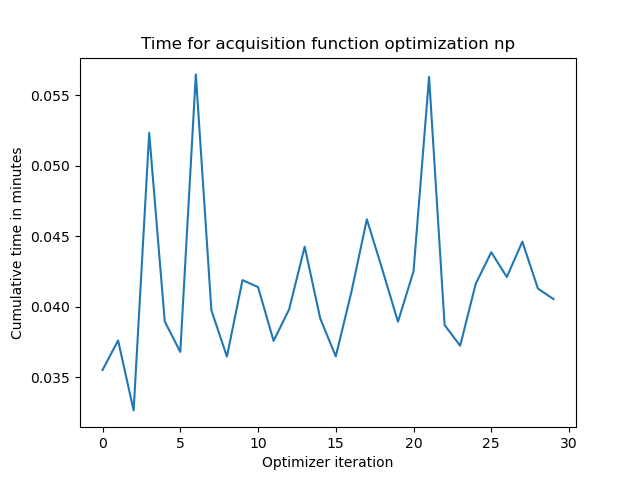 Time for acquisition function optimization np
Cumulative time in minutes
0.055
0.050
0.045
0.040
0.035
0 5 10 15 20 25 30
Optimizer iteration